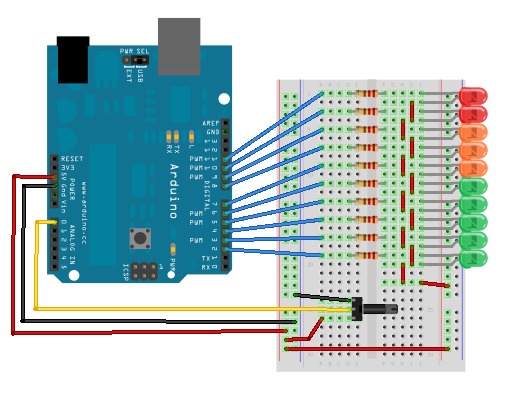 PWR SEL
EXT
USB
AREF
GND
13
12
11
10
9
8
7
6
5
4
3
2
1
0
PWM
PWM
PWM
PWM
PWM
PWM
TX
RX
DIGITAL
L
TX
RX
Arduino
www.arduino.cc
RESET
3V3
5V
Gnd
Vin
POWER
0
1
2
3
4
5
ANALOG IN
ICSP
1
PWR